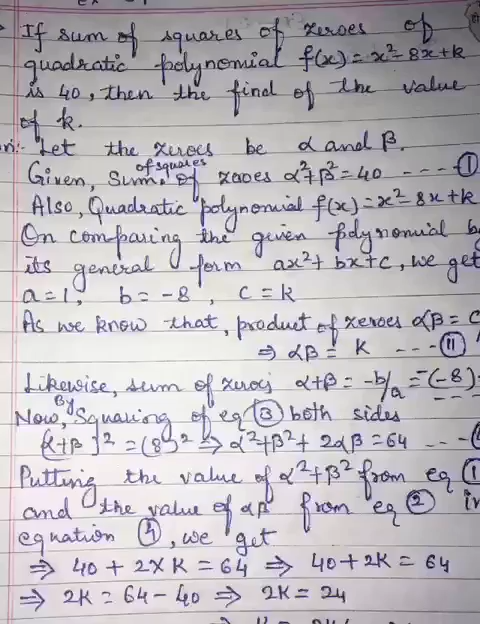 If sum of squares of zeroes of
quadratic polynomial f(x) = x² - 8x + k
is 40, then the find of the value
of k.
Let the zeroes be α and β.
Given, Sum of squares of zeroes α² + β² = 40 ---- ①
Also, Quadratic polynomial f(x) = x² - 8x + k
On comparing the given polynomial
its general form ax² + bx + c, we get
a = 1, b = -8, c = k
As we know that, product of zeroes αβ = C
⇒ αβ = K --- ⑪
Likewise, sum of zeros α+β = -b/a = -(-8)
Now, By Squaring of eq ③ both sides
(α+β)² = (8)² ⇒ α² + β² + 2αβ = 64 ---
Putting the value of α² + β² from eq ①
and the value of αβ from eq ② in
equation ④, we get
⇒ 40 + 2 × K = 64 ⇒ 40 + 2K = 64
⇒ 2K = 64 - 40 ⇒ 2K = 24